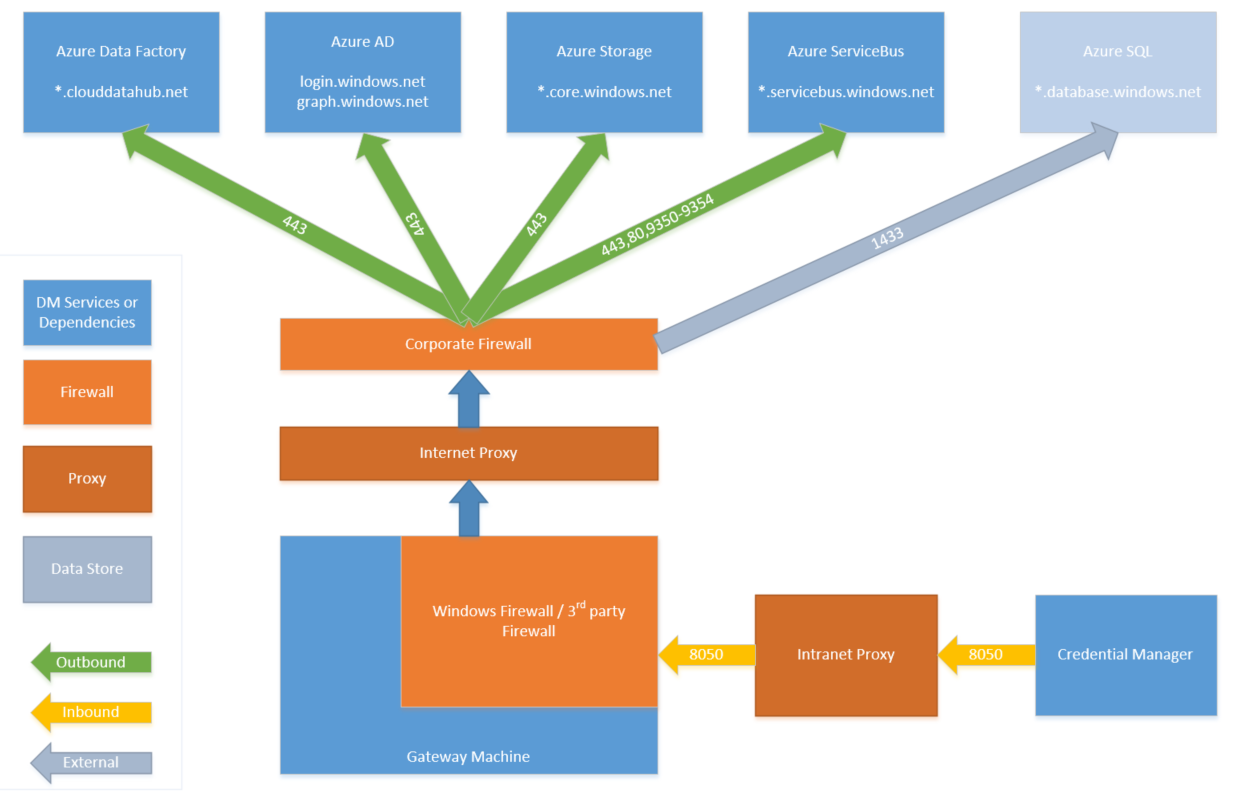 Azure Data Factory
*.clouddatahub.net
Azure AD
login.windows.net
graph.windows.net
Azure Storage
*.core.windows.net
Azure ServiceBus
*.servicebus.windows.net
Azure SQL
*.database.windows.net
443
443
443
443,80,9350-9354
1433
DM Services or
Dependencies
Firewall
Proxy
Data Store
Outbound
Inbound
External
Corporate Firewall
Internet Proxy
Windows Firewall / 3rd party
Firewall
Gateway Machine
8050
Intranet Proxy
8050
Credential Manager